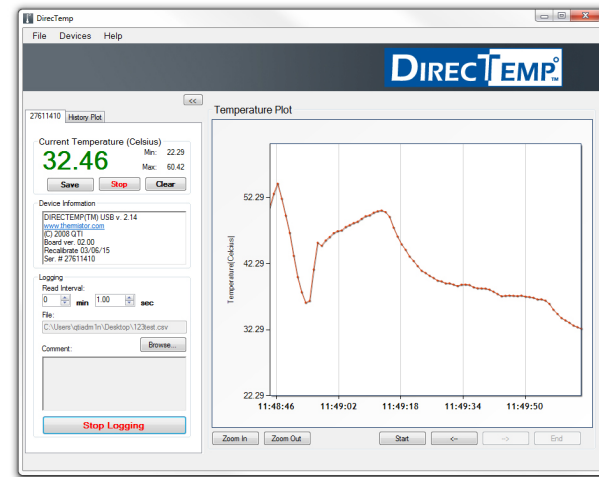 DirecTemp
File Devices Help
DIRECTEMP°™
<<
27611410 History Plot
Current Temperature (Celsius)
32.46
Min: 22.29
Max: 60.42
Save Stop Clear
Device Information
DIRECTEMP(TM) USB v. 2.14
www.thermistor.com
(C) 2008 QTI
Board ver. 02.00
Recalibrate 03/06/15
Ser. # 27611410
Logging
Read Interval:
0 min 1.00 sec
File:
C:\Users\qtiadm1n\Desktop\123test.csv
Comment: Browse...
Stop Logging
Temperature Plot
Temperature(Celcius)
52.29
42.29
32.29
22.29
11:48:46 11:49:02 11:49:18 11:49:34 11:49:50
Zoom In Zoom Out Start <-- --> End